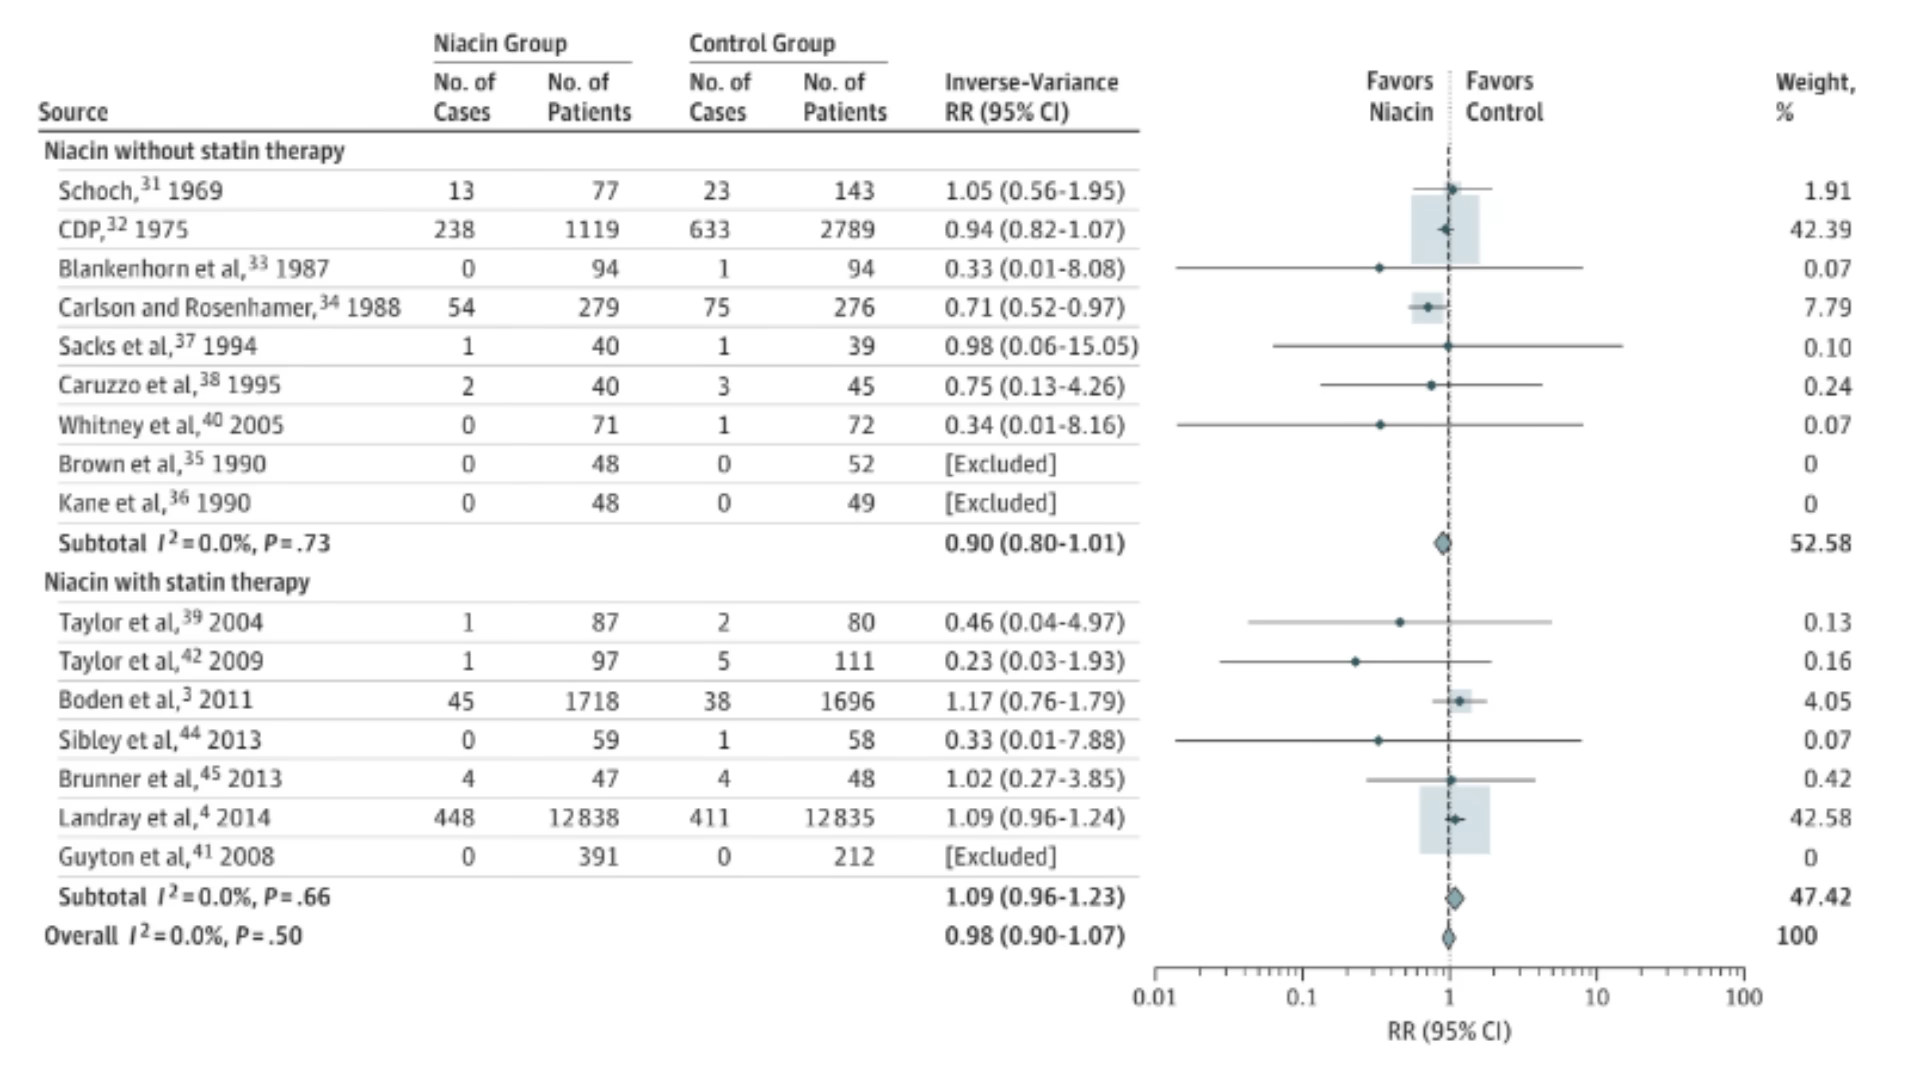 Niacin Group Control Group
No. of No. of No. of No. of Inverse-Variance Favors Favors Weight,
Source Cases Patients Cases Patients RR (95% CI) Niacin Control %
Niacin without statin therapy
Schoch,31 1969 13 77 23 143 1.05 (0.56-1.95) 1.91
CDP,32 1975 238 1119 633 2789 0.94 (0.82-1.07) 42.39
Blankenhorn et al,33 1987 0 94 1 94 0.33 (0.01-8.08) 0.07
Carlson and Rosenhamer,34 1988 54 279 75 276 0.71 (0.52-0.97) 7.79
Sacks et al,37 1994 1 40 1 39 0.98 (0.06-15.05) 0.10
Caruzzo et al,38 1995 2 40 3 45 0.75 (0.13-4.26) 0.24
Whitney et al,40 2005 0 71 1 72 0.34 (0.01-8.16) 0.07
Brown et al,35 1990 0 48 0 52 [Excluded] 0
Kane et al,36 1990 0 48 0 49 [Excluded] 0
Subtotal I2=0.0%, P=.73 0.90 (0.80-1.01) 52.58
Niacin with statin therapy
Taylor et al,39 2004 1 87 2 80 0.46 (0.04-4.97) 0.13
Taylor et al,42 2009 1 97 5 111 0.23 (0.03-1.93) 0.16
Boden et al,3 2011 45 1718 38 1696 1.17 (0.76-1.79) 4.05
Sibley et al,44 2013 0 59 1 58 0.33 (0.01-7.88) 0.07
Brunner et al,45 2013 4 47 4 48 1.02 (0.27-3.85) 0.42
Landray et al,4 2014 448 12838 411 12835 1.09 (0.96-1.24) 42.58
Guyton et al,41 2008 0 391 0 212 [Excluded] 0
Subtotal I2=0.0%, P=.66 1.09 (0.96-1.23) 47.42
Overall I2=0.0%, P=.50 0.98 (0.90-1.07) 100
0.01 0.1 1 10 100
RR (95% CI)